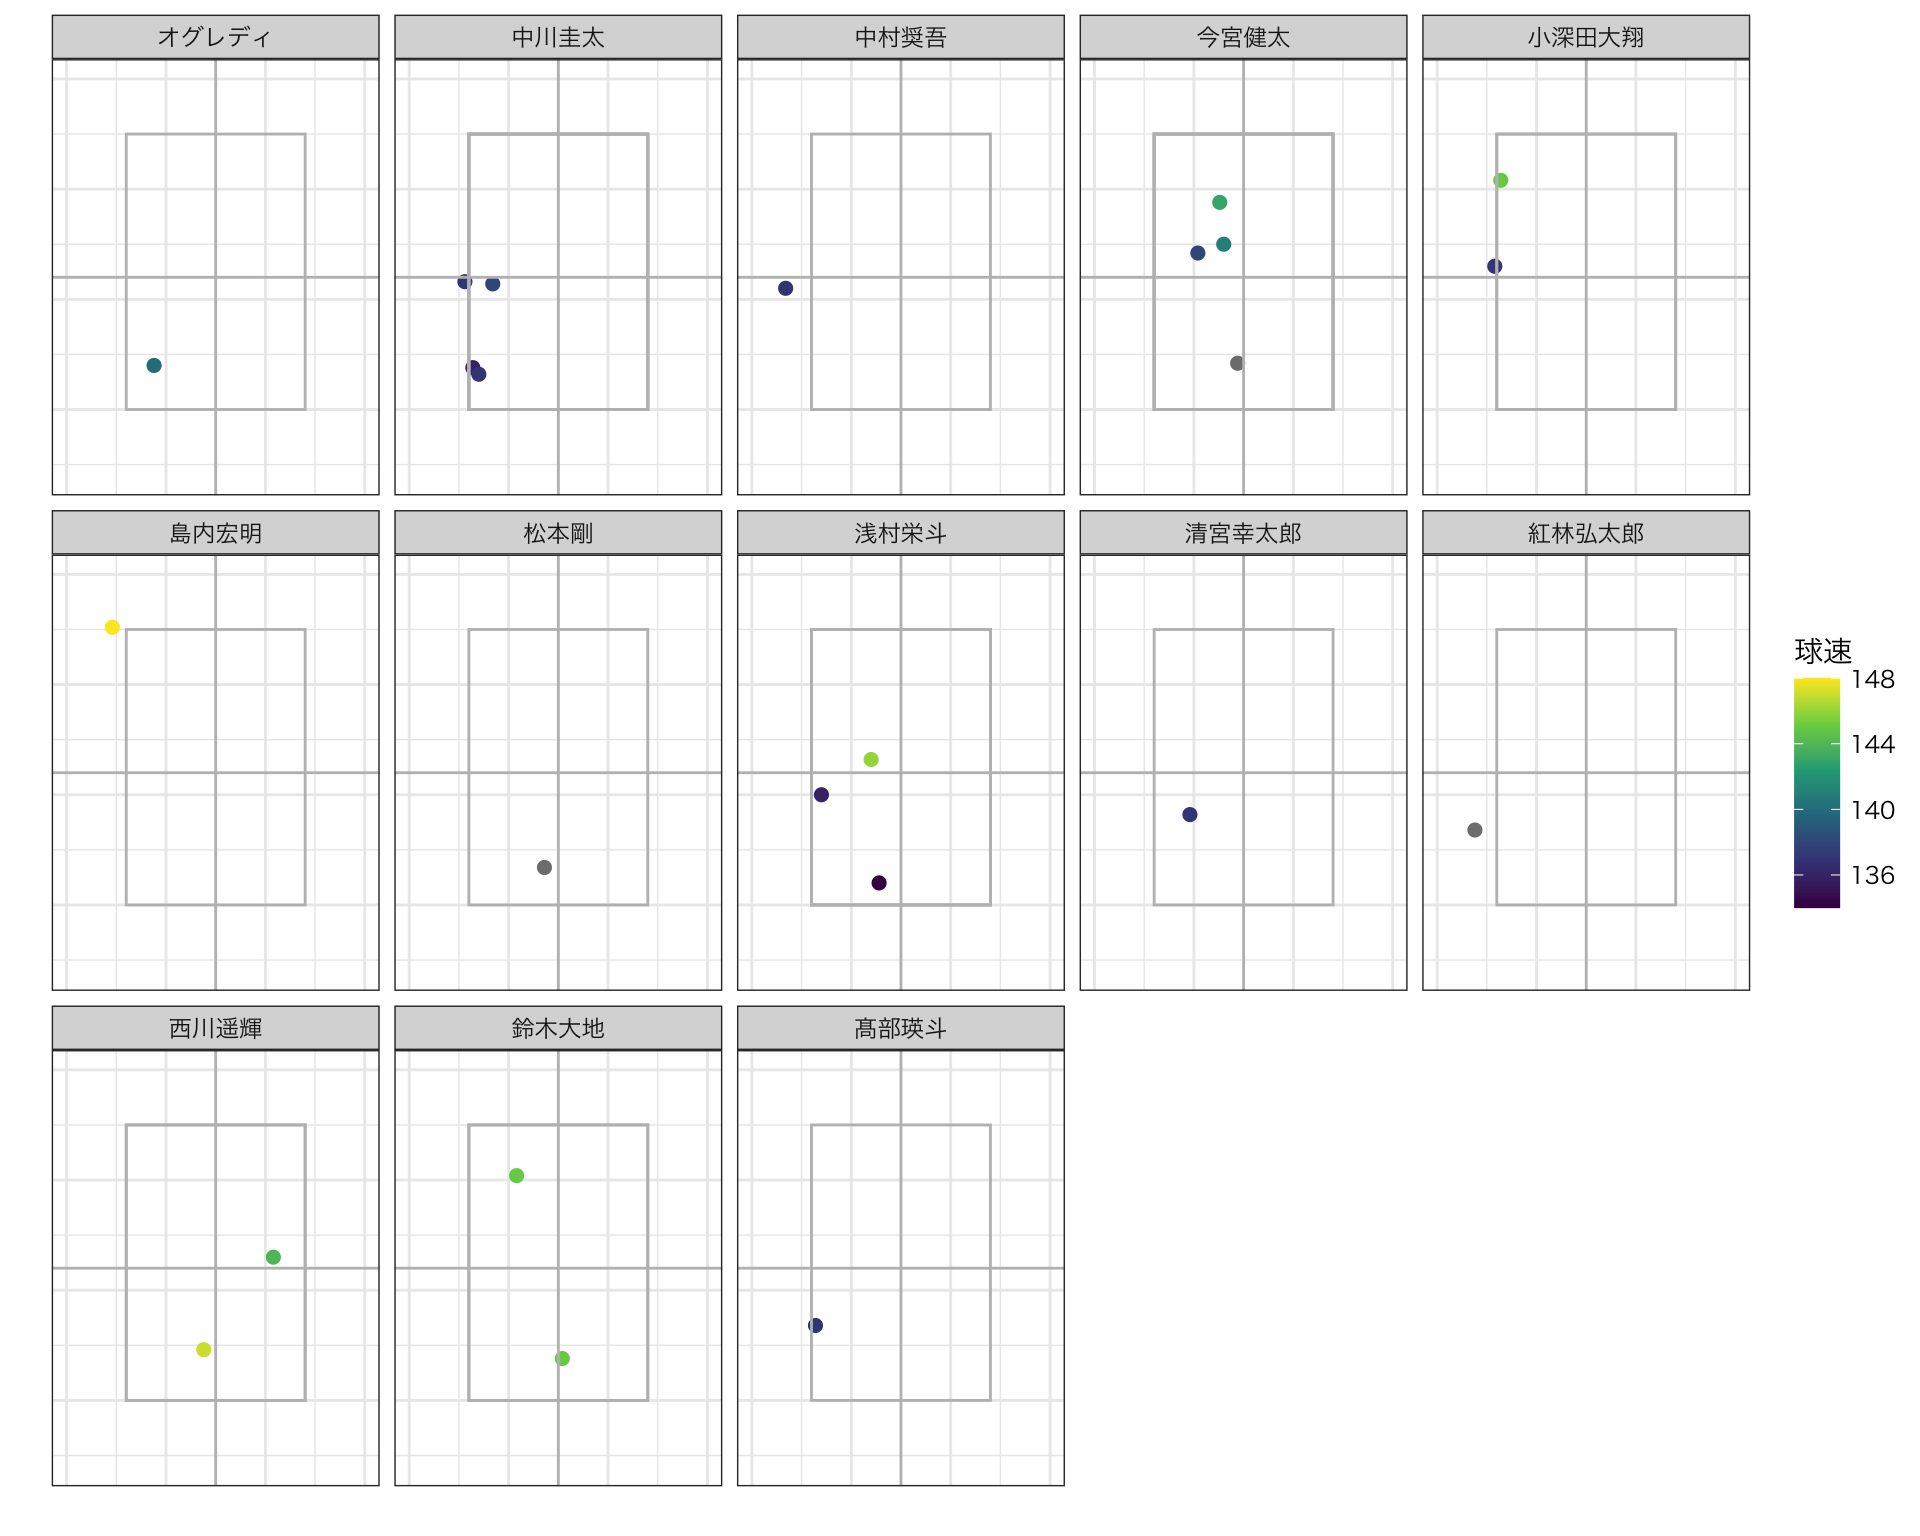 オグレディ
中川圭太
中村奨吾
今宮健太
小深田大翔
島内宏明
松本剛
浅村栄斗
清宮幸太郎
紅林弘太郎
西川遥輝
鈴木大地
髙部瑛斗
球速
148
144
140
136